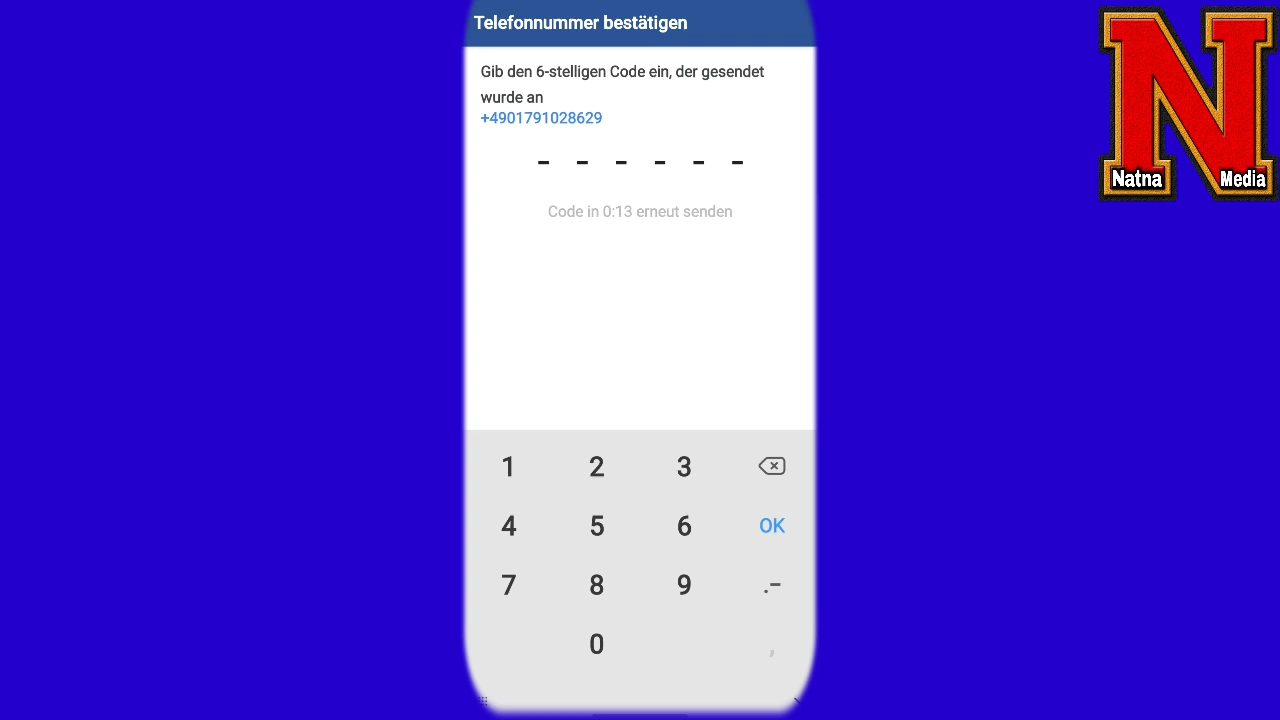 Telefonnummer bestätigen
Gib den 6-stelligen Code ein, der gesendet
wurde an
+4901791028629
- - - - - -
Code in 0:13 erneut senden
1 2 3
4 5 6 OK
7 8 9 .-
0 ,
Natna Media